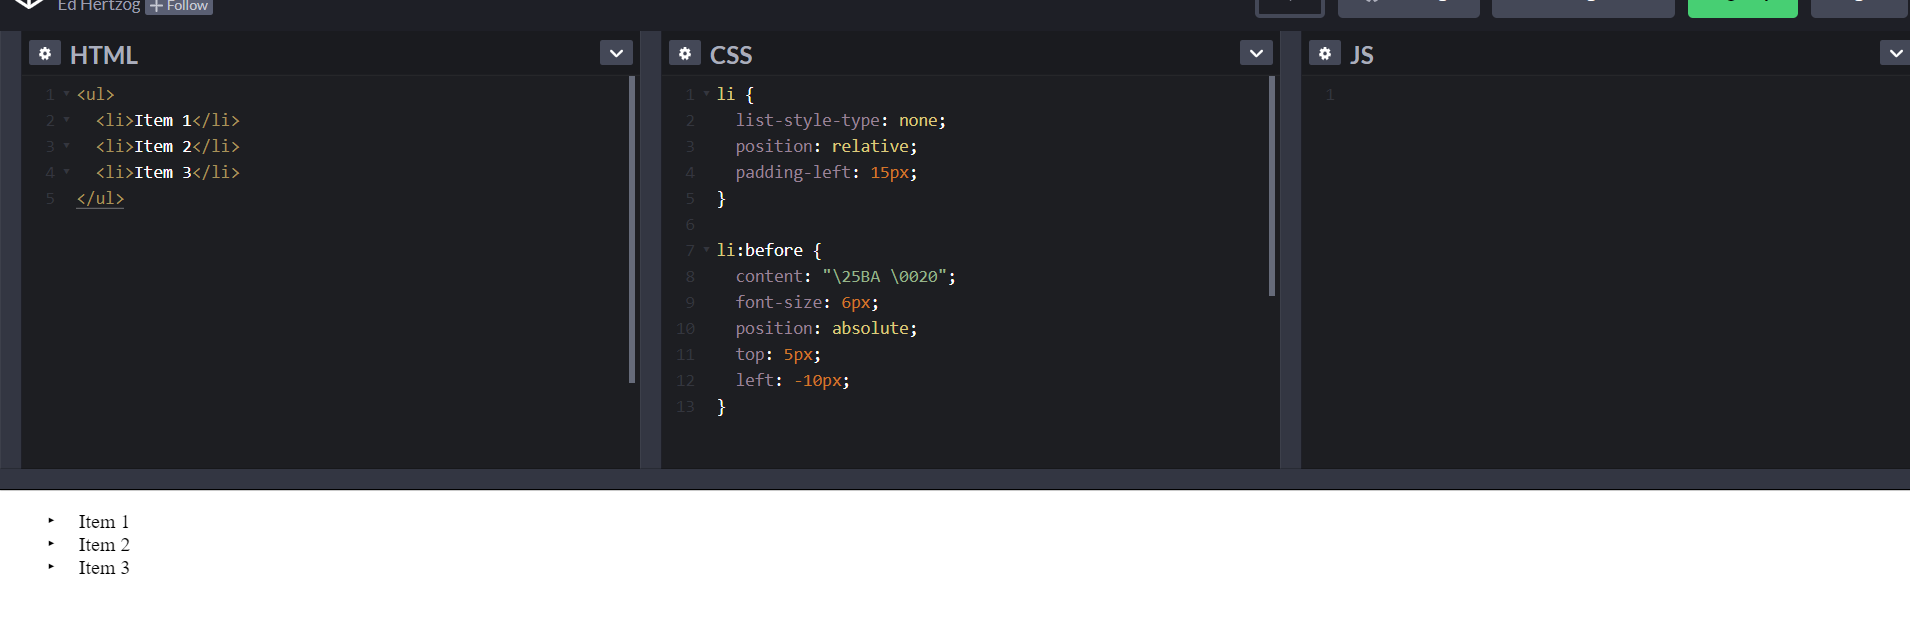 Ed Hertzog + Follow
HTML
1 <ul>
2 <li>Item 1</li>
3 <li>Item 2</li>
4 <li>Item 3</li>
5 </ul>
CSS
1 li {
2 list-style-type: none;
3 position: relative;
4 padding-left: 15px;
5 }
6
7 li:before {
8 content: "\25BA \0020";
9 font-size: 6px;
10 position: absolute;
11 top: 5px;
12 left: -10px;
13 }
JS
1
‣ Item 1
‣ Item 2
‣ Item 3